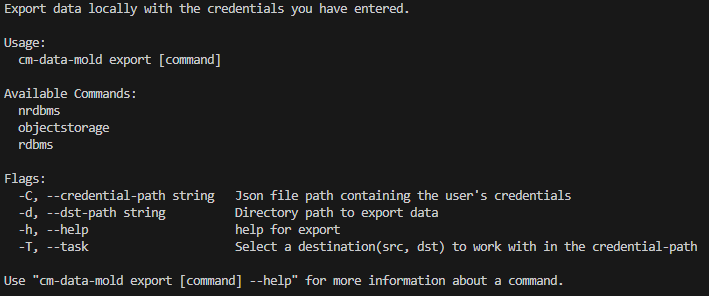 Export data locally with the credentials you have entered.
Usage:
  cm-data-mold export [command]
Available Commands:
  nrdbms
  objectstorage
  rdbms
Flags:
  -C, --credential-path string   Json file path containing the user's credentials
  -d, --dst-path string          Directory path to export data
  -h, --help                     help for export
  -T, --task                     Select a destination(src, dst) to work with in the credential-path
Use "cm-data-mold export [command] --help" for more information about a command.